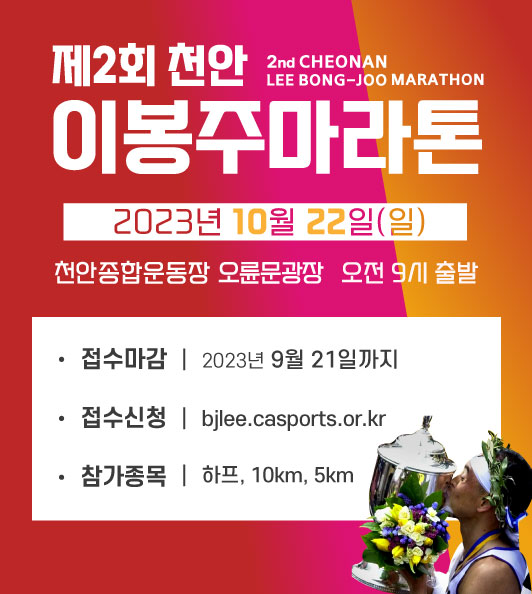 제2회 천안
2nd CHEONAN
LEE BONG-JOO MARATHON
이봉주마라톤
2023년 10월 22일(일)
천안종합운동장 오륜문광장 오전 9시 출발
• 접수마감 | 2023년 9월 21일까지
• 접수신청 | bjlee.casports.or.kr
• 참가종목 | 하프, 10km, 5km